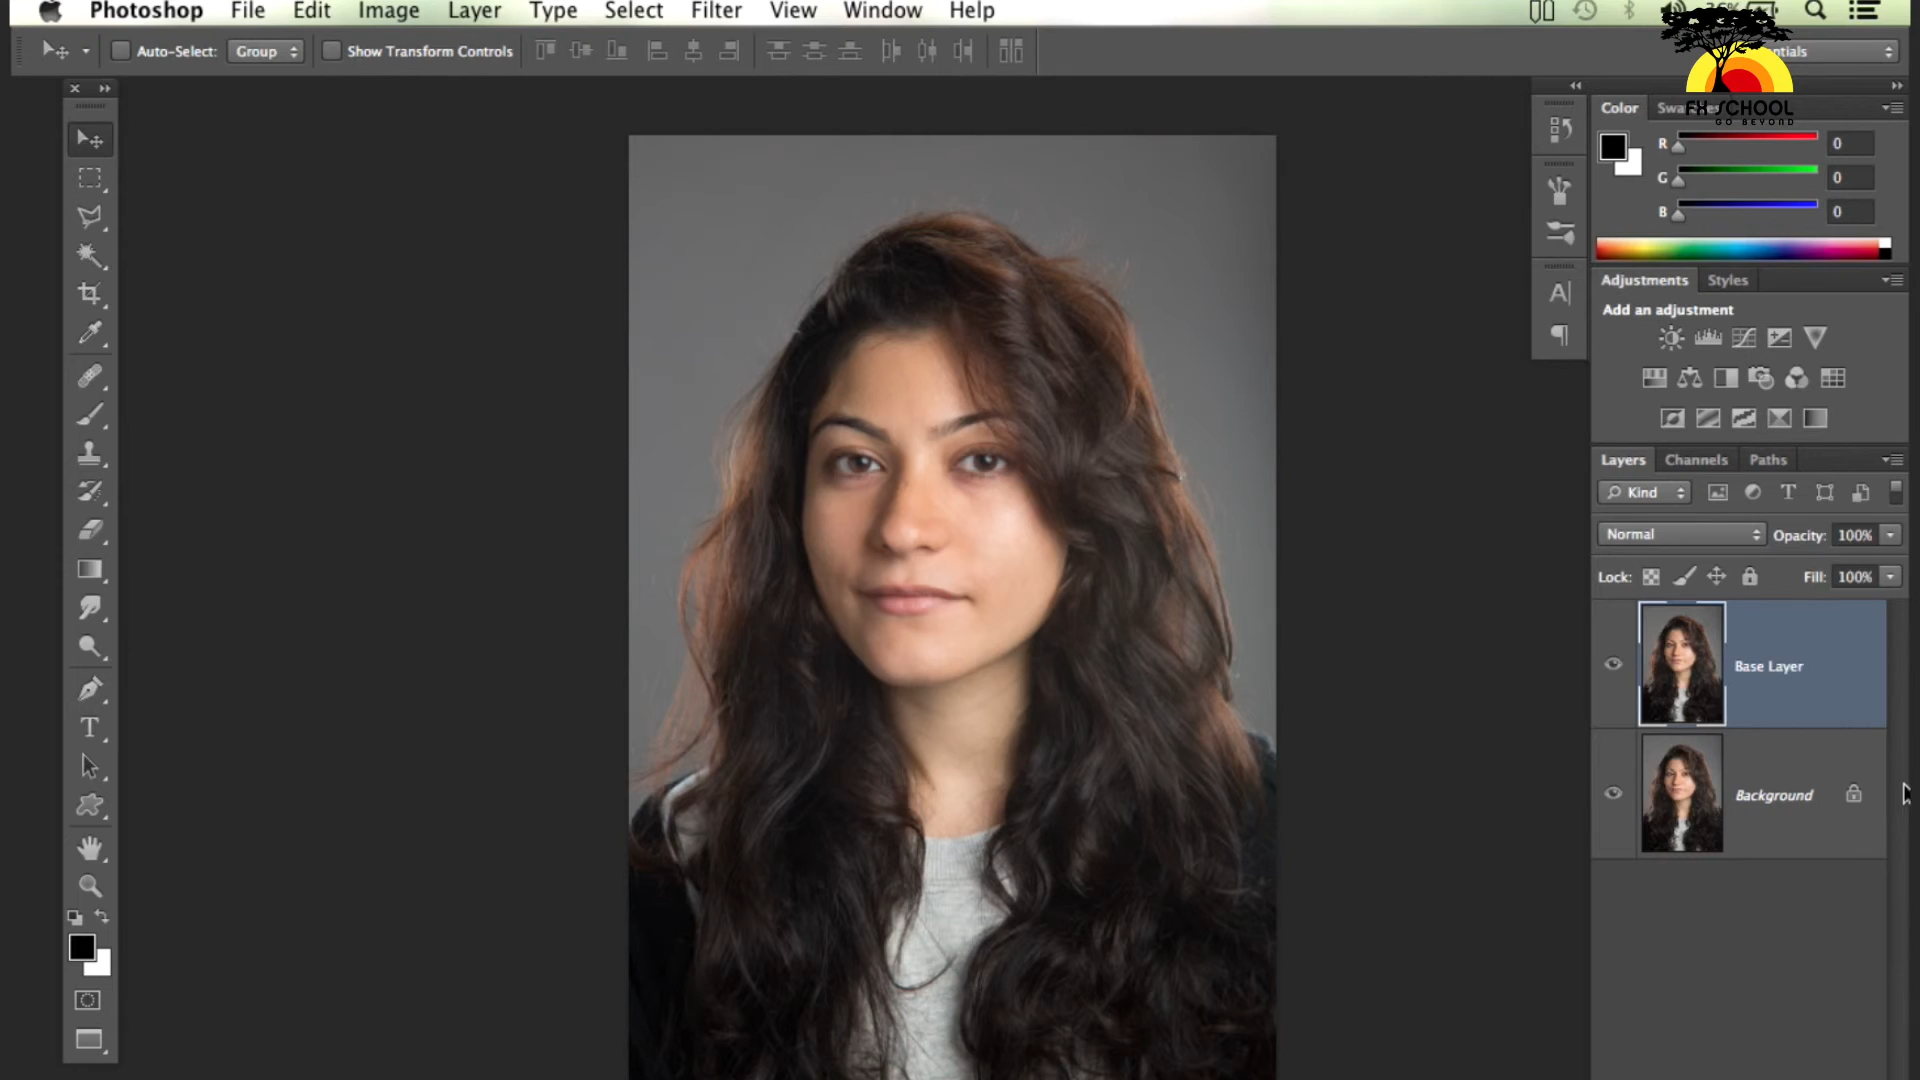 Photoshop File Edit Image Layer Type Select Filter View Window Help
Auto-Select: Group Show Transform Controls
FX SCHOOL
GO BEYOND
Color
R 0
G 0
B 0
Adjustments Styles
Add an adjustment
Layers Channels Paths
Kind
Normal Opacity: 100%
Lock: Fill: 100%
Base Layer
Background